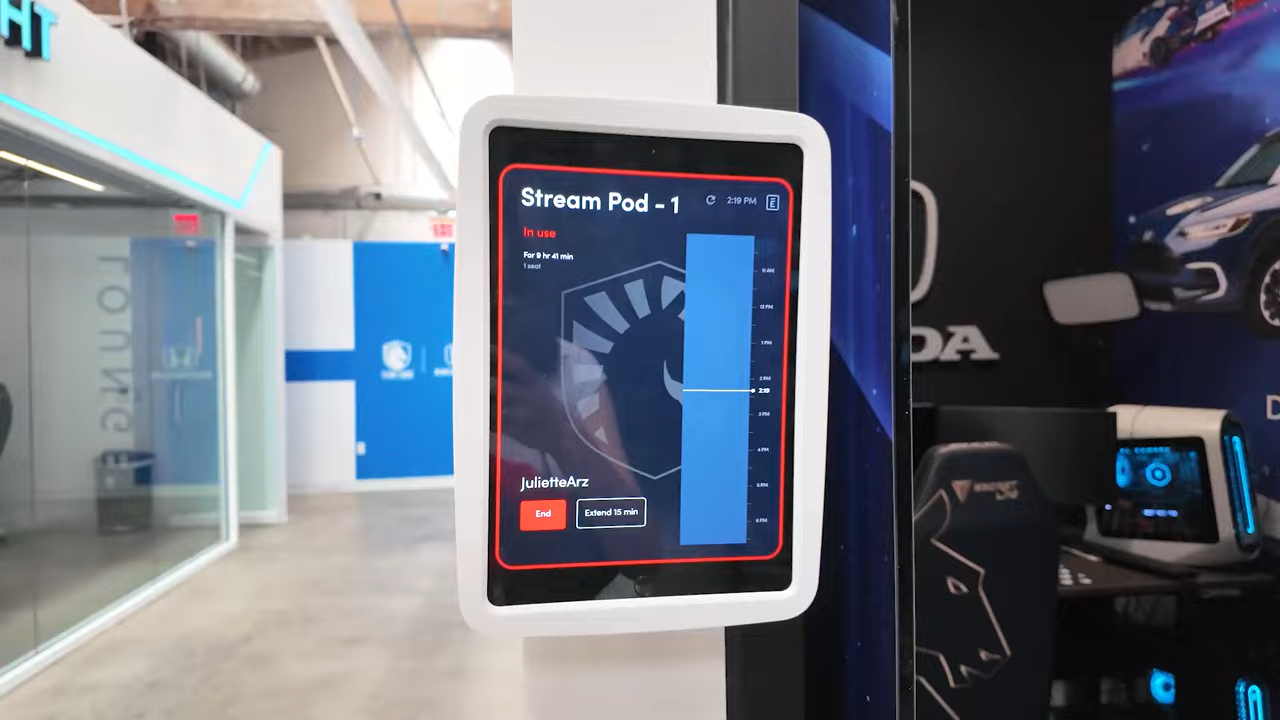 HT
LOUNGE
Stream Pod - 1
2:19 PM
In use
For 9 hr 41 min
1 seat
11 AM
12 PM
1 PM
2 PM
2:19
3 PM
4 PM
5 PM
6 PM
JulietteArz
End
Extend 15 min
DA
D